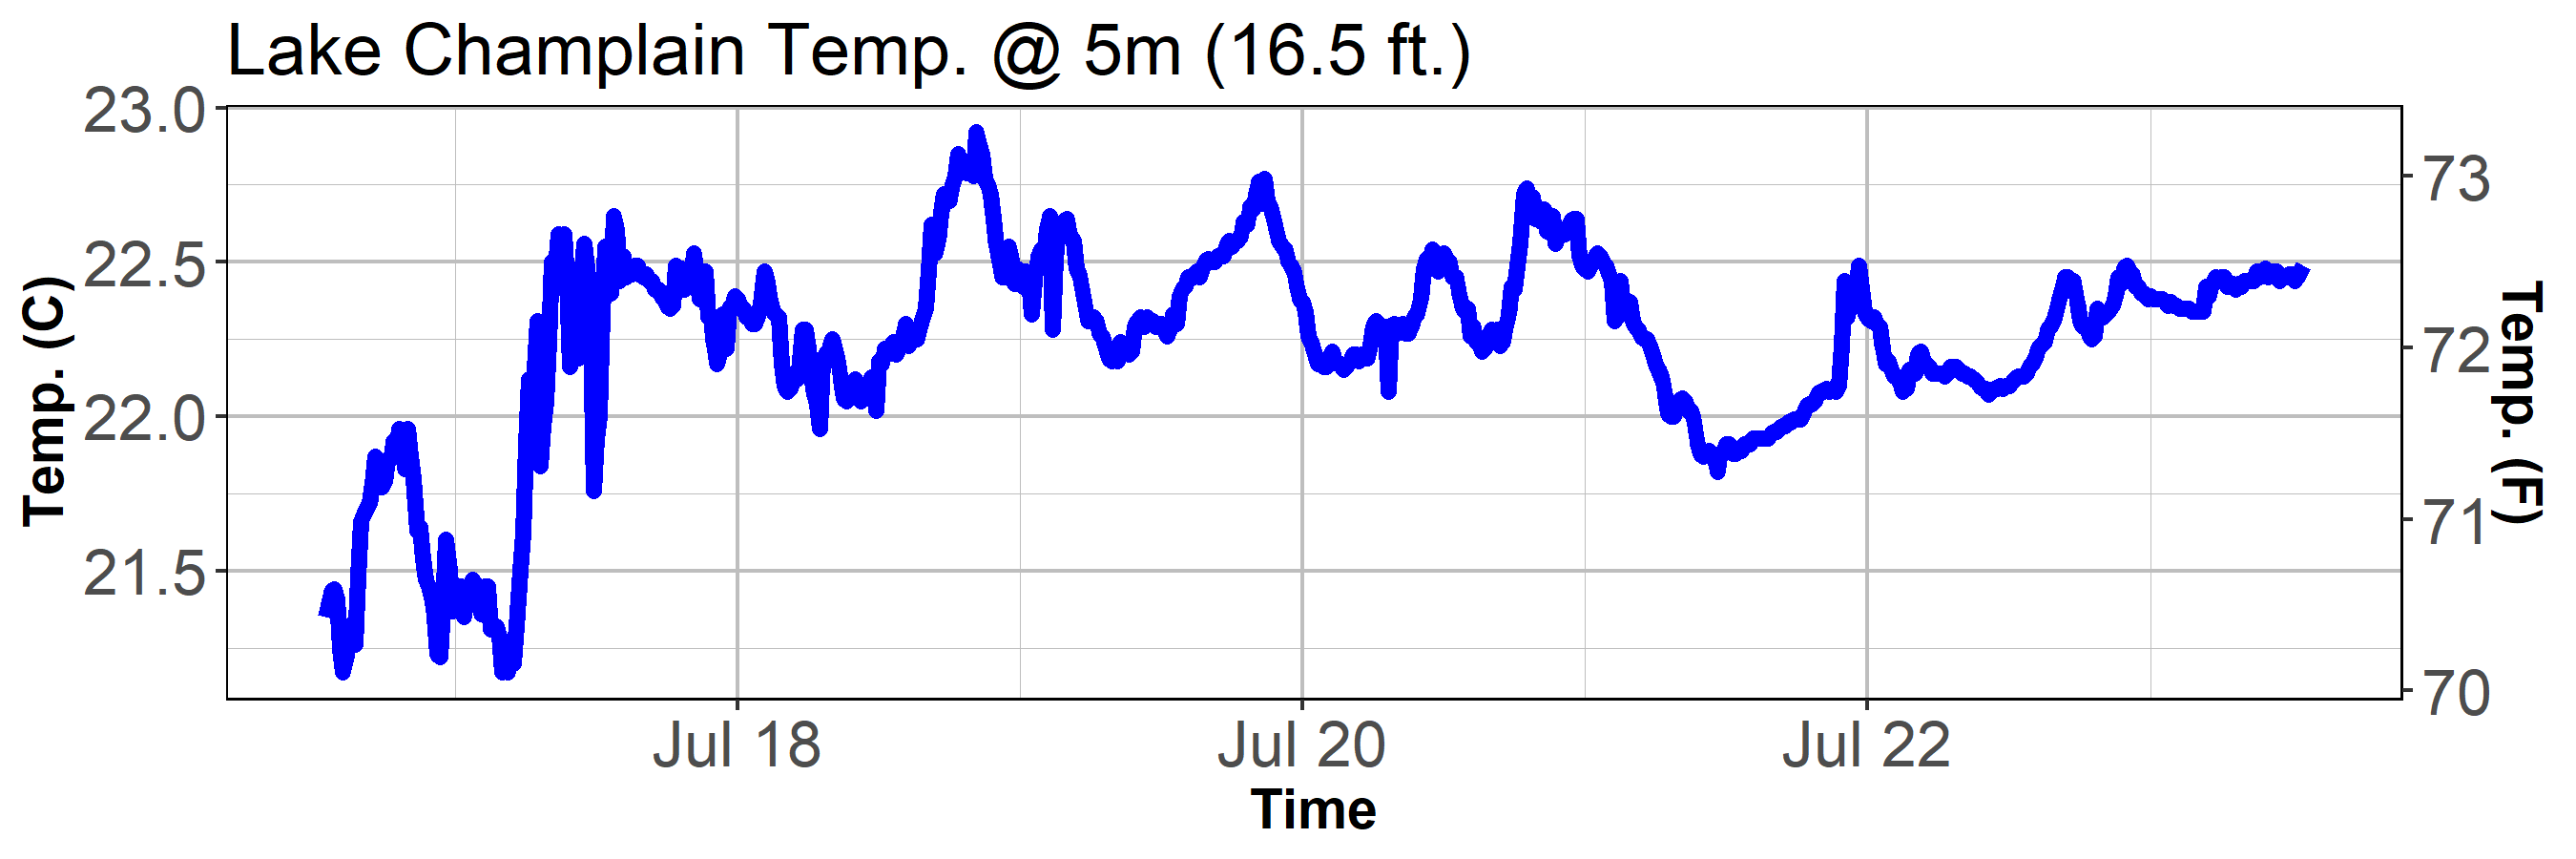 Lake Champlain Temp. @ 5m (16.5 ft.)
23.0
22.5
22.0
21.5
Temp. (C)
73
72
71
70
Temp. (F)
Jul 18
Jul 20
Jul 22
Time